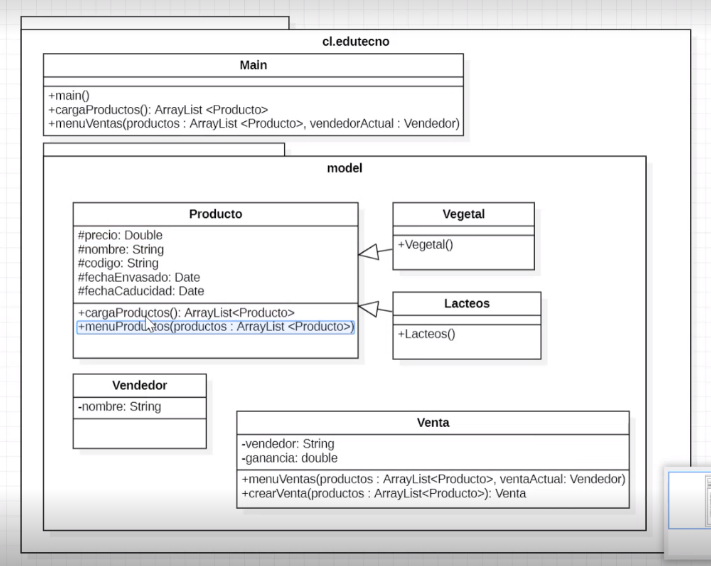 cl.edutecno
Main
+main()
+cargaProductos(): ArrayList <Producto>
+menuVentas(productos : ArrayList <Producto>, vendedorActual : Vendedor)
model
Producto
#precio: Double
#nombre: String
#codigo: String
#fechaEnvasado: Date
#fechaCaducidad: Date
+cargaProductos(): ArrayList<Producto>
+menuProductos(productos : ArrayList <Producto>)
Vegetal
+Vegetal()
Lacteos
+Lacteos()
Vendedor
-nombre: String
Venta
-vendedor: String
-ganancia: double
+menuVentas(productos : ArrayList<Producto>, ventaActual: Vendedor)
+crearVenta(productos : ArrayList<Producto>): Venta